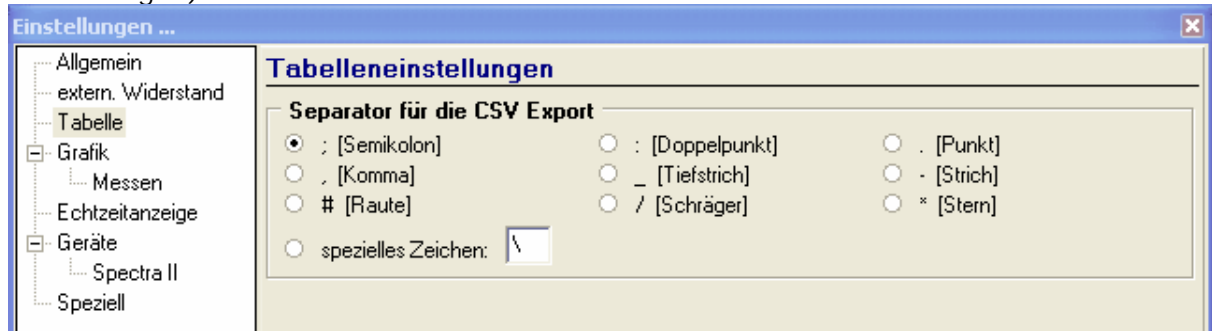 Einstellungen ...
Allgemein
extern. Widerstand
Tabelle
Grafik
Messen
Echtzeitanzeige
Geräte
Spectra II
Speziell
Tabelleneinstellungen
Separator für die CSV Export
; [Semikolon] : [Doppelpunkt] . [Punkt]
, [Komma] _ [Tiefstrich] - [Strich]
# [Raute] / [Schräger] * [Stern]
spezielles Zeichen: \